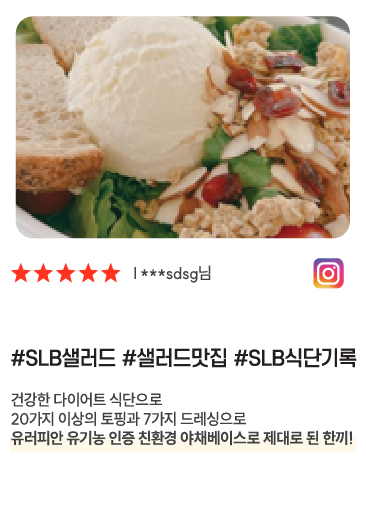 ★★★★★ | ***sdsg님
#SLB샐러드 #샐러드맛집 #SLB식단기록
건강한 다이어트 식단으로
20가지 이상의 토핑과 7가지 드레싱으로
유러피안 유기농 인증 친환경 야채베이스로 제대로 된 한끼!